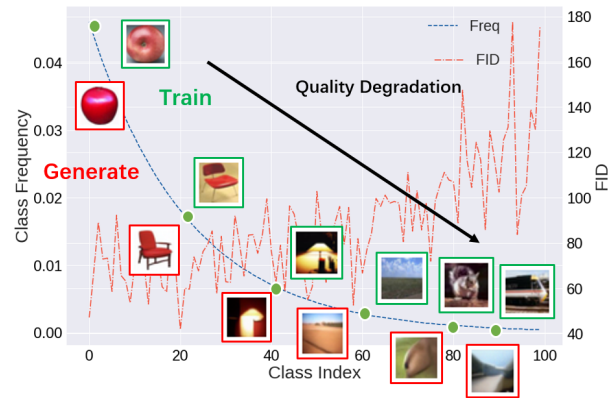 Freq
FID
Quality Degradation
Train
Generate
Class Frequency
0.04
0.03
0.02
0.01
0.00
180
160
140
120
100
80
60
40
FID
0
20
40
60
80
100
Class Index